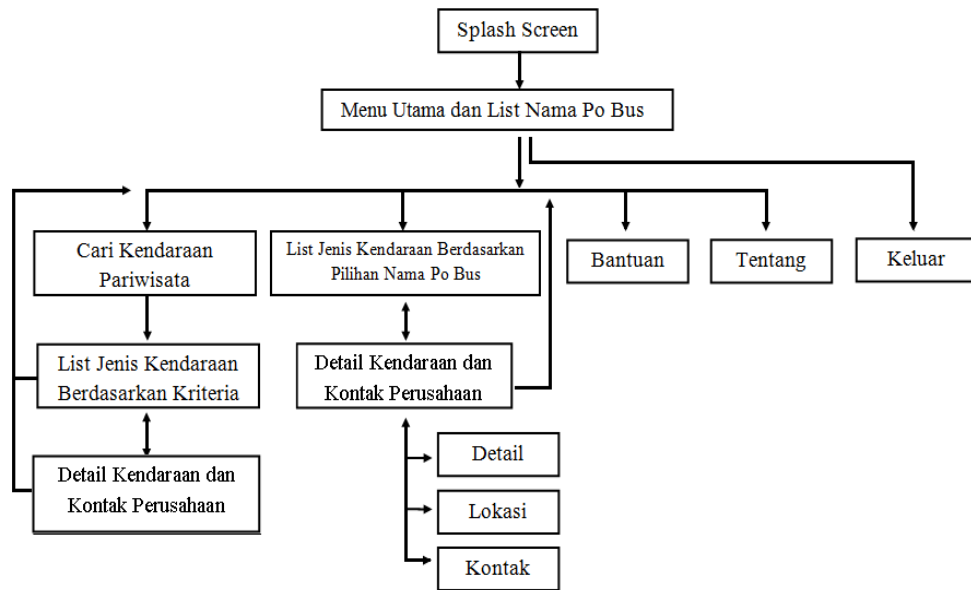 Splash Screen
Menu Utama dan List Nama Po Bus
Cari Kendaraan
Pariwisata
List Jenis Kendaraan Berdasarkan
Pilihan Nama Po Bus
Bantuan
Tentang
Keluar
List Jenis Kendaraan
Berdasarkan Kriteria
Detail Kendaraan dan
Kontak Perusahaan
Detail Kendaraan dan
Kontak Perusahaan
Detail
Lokasi
Kontak